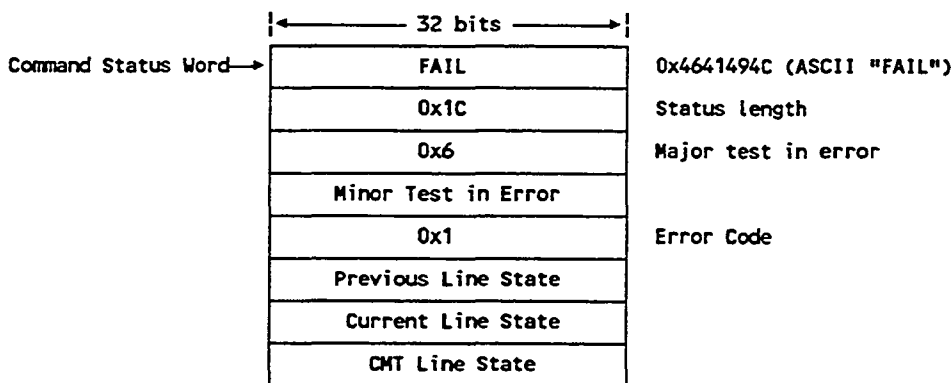 32 bits
Command Status Word FAIL 0x4641494C (ASCII "FAIL")
0x1C Status length
0x6 Major test in error
Minor Test in Error
0x1 Error Code
Previous Line State
Current Line State
CMT Line State